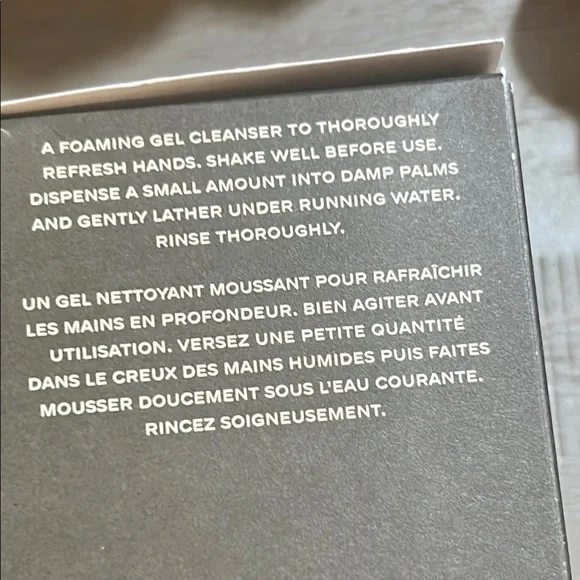 A FOAMING GEL CLEANSER TO THOROUGHLY
REFRESH HANDS. SHAKE WELL BEFORE USE.
DISPENSE A SMALL AMOUNT INTO DAMP PALMS
AND GENTLY LATHER UNDER RUNNING WATER.
RINSE THOROUGHLY.
UN GEL NETTOYANT MOUSSANT POUR RAFRAÎCHIR
LES MAINS EN PROFONDEUR. BIEN AGITER AVANT
UTILISATION. VERSEZ UNE PETITE QUANTITÉ
DANS LE CREUX DES MAINS HUMIDES PUIS FAITES
MOUSSER DOUCEMENT SOUS L'EAU COURANTE.
RINCEZ SOIGNEUSEMENT.